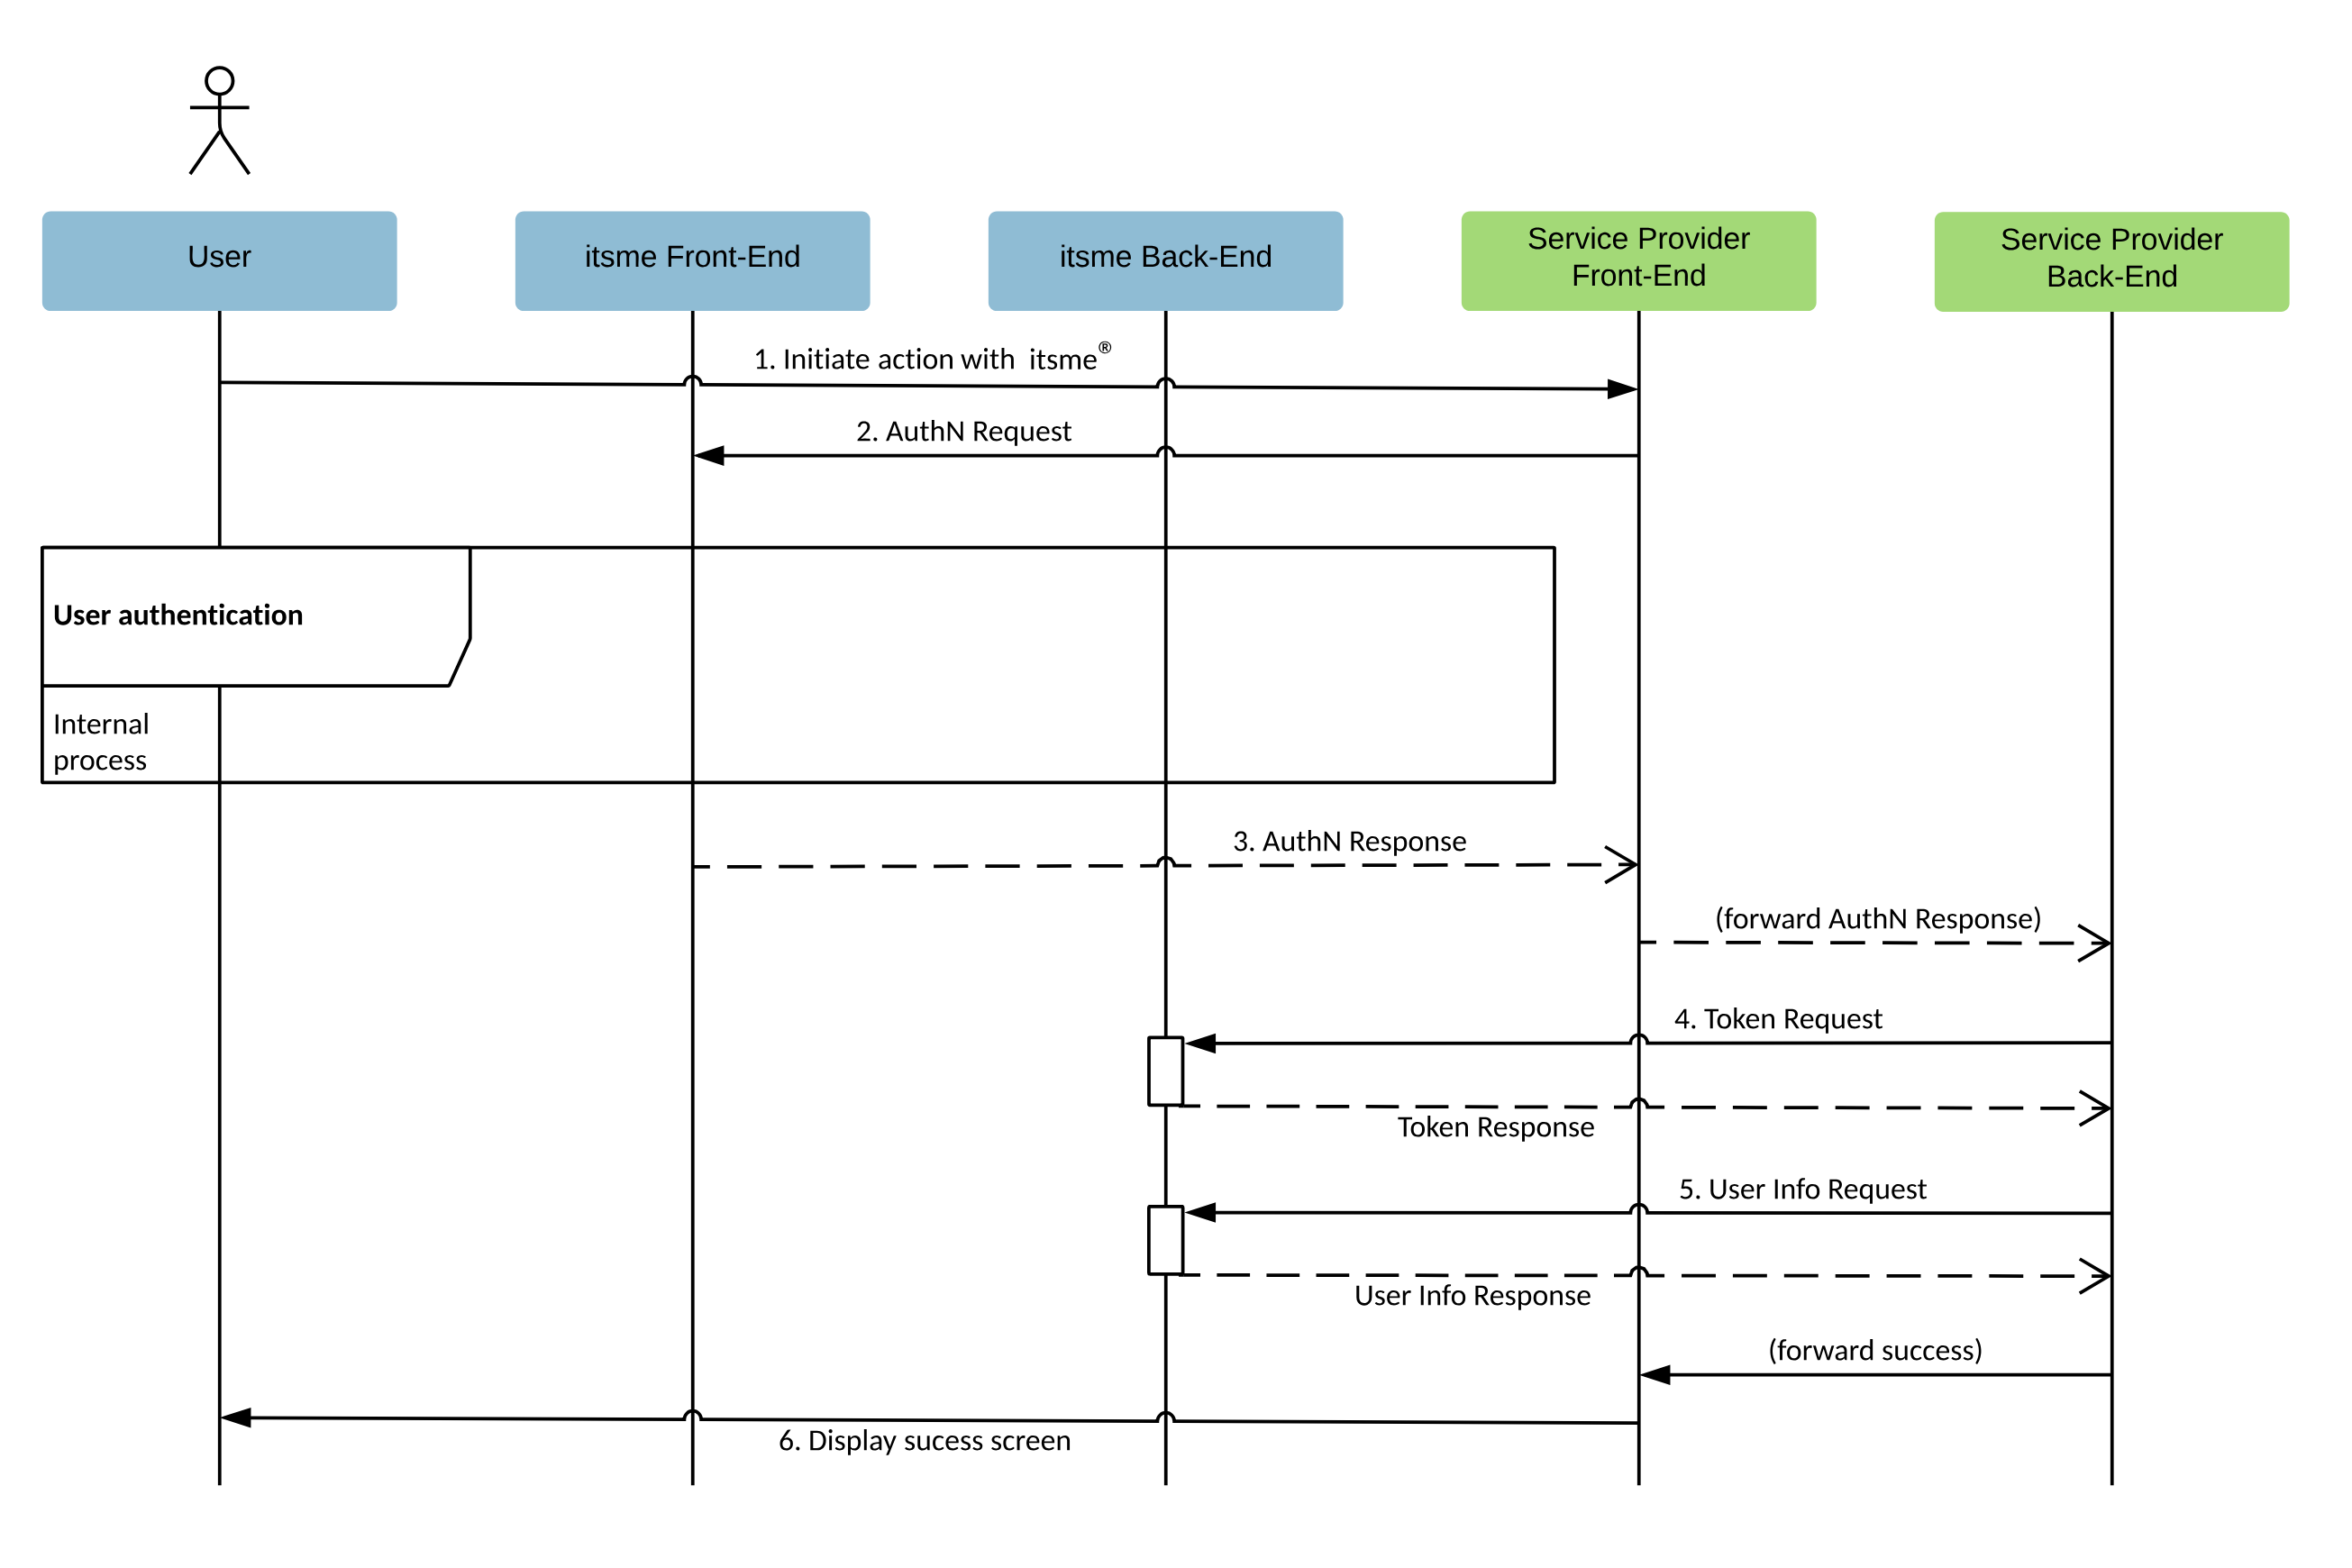 User
itsme Front-End
itsme Back-End
Service Provider
Front-End
Service Provider
Back-End
1. Initiate action with itsme®
2. AuthN Request
User authentication
Internal
process
3. AuthN Response
(forward AuthN Response)
4. Token Request
Token Response
5. User Info Request
User Info Response
(forward success)
6. Display sucess screen